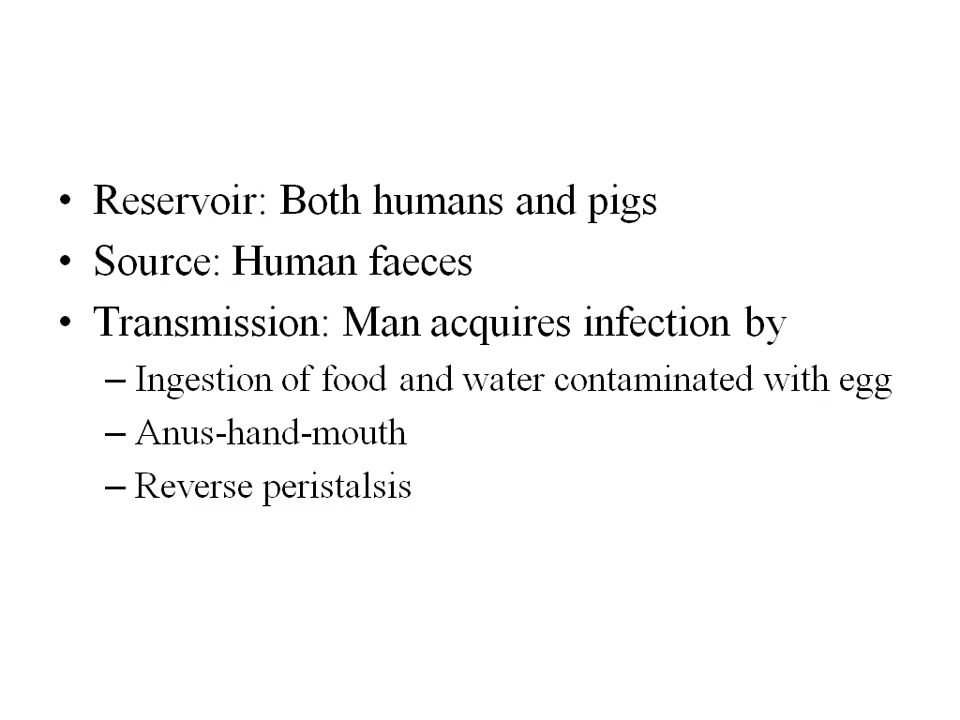 • Reservoir: Both humans and pigs
• Source: Human faeces
• Transmission: Man acquires infection by
– Ingestion of food and water contaminated with egg
– Anus-hand-mouth
– Reverse peristalsis